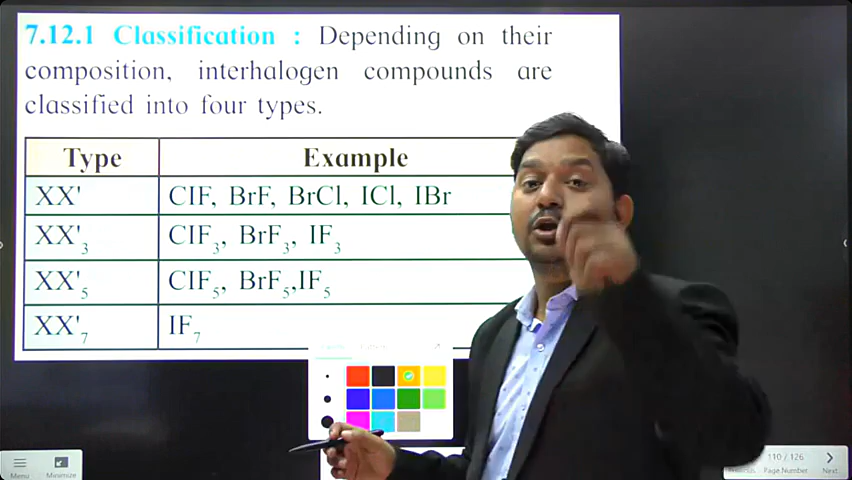 7.12.1 Classification : Depending on their
composition, interhalogen compounds are
classified into four types.
Type Example
XX' ClF, BrF, BrCl, ICl, IBr
XX'₃ ClF₃, BrF₃, IF₃
XX'₅ ClF₅, BrF₅,IF₅
XX'₇ IF₇
110 / 126
Menu Minimize Page Number Next